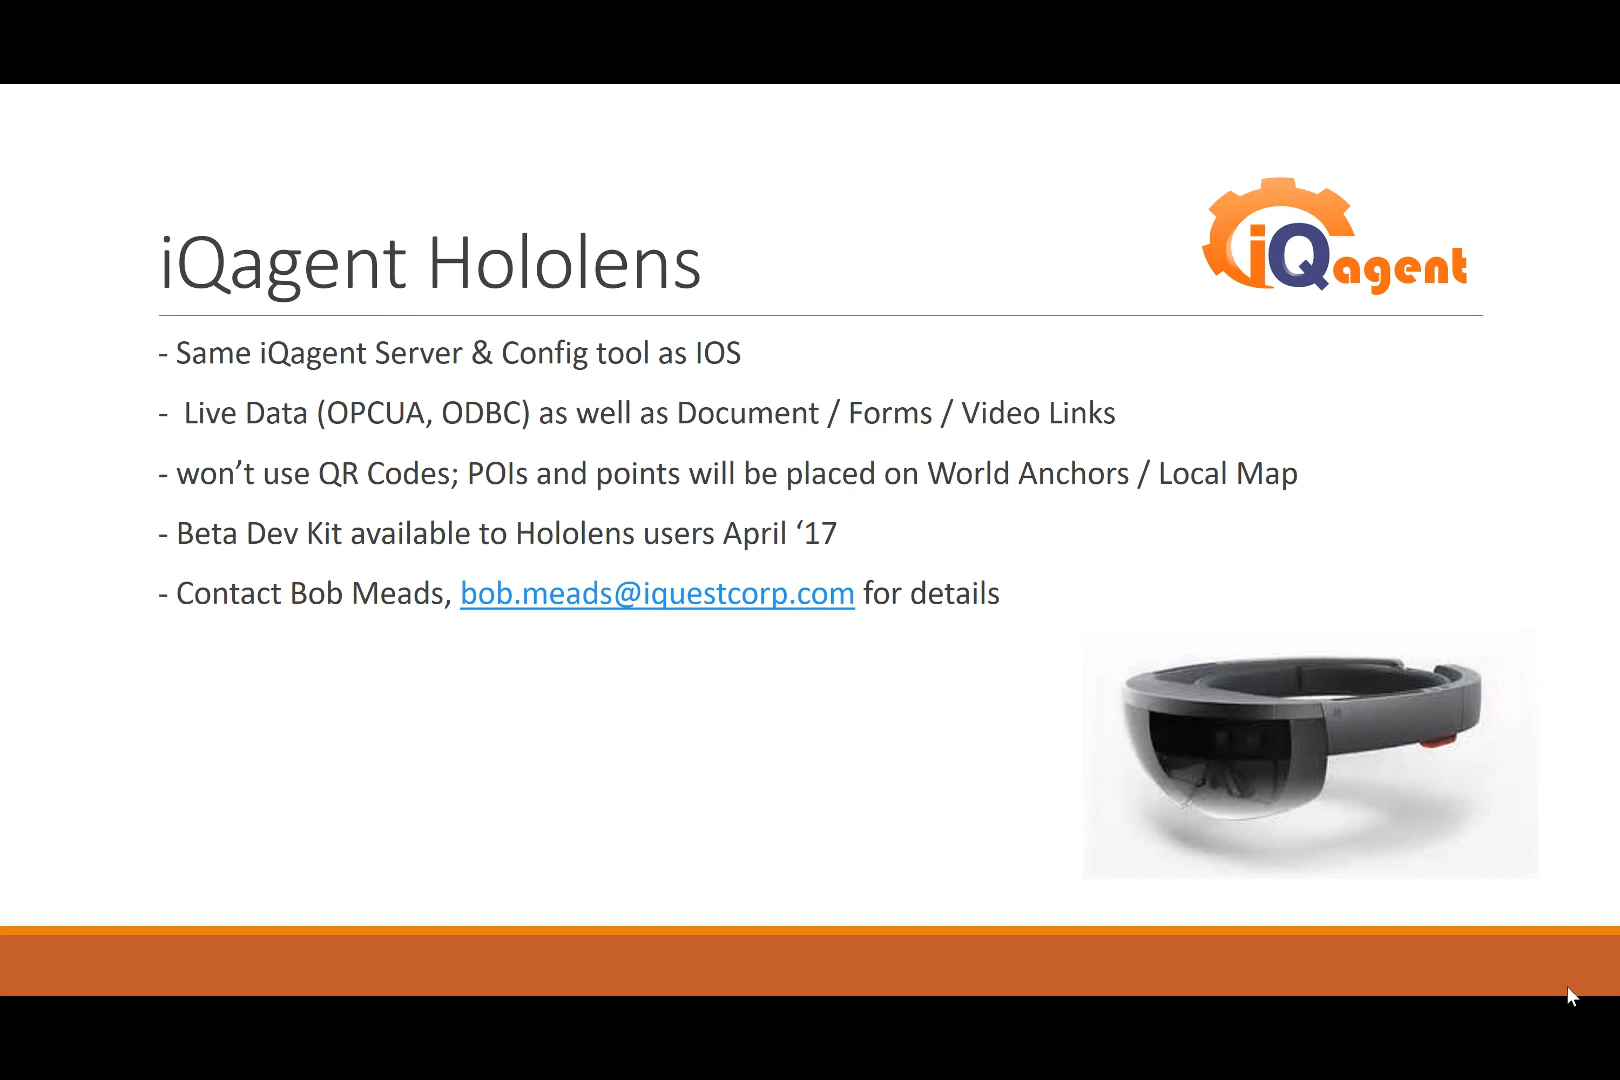 iQagent
iQagent Hololens
- Same iQagent Server & Config tool as IOS
-  Live Data (OPCUA, ODBC) as well as Document / Forms / Video Links
- won’t use QR Codes; POIs and points will be placed on World Anchors / Local Map
- Beta Dev Kit available to Hololens users April ‘17
- Contact Bob Meads, bob.meads@iquestcorp.com for details